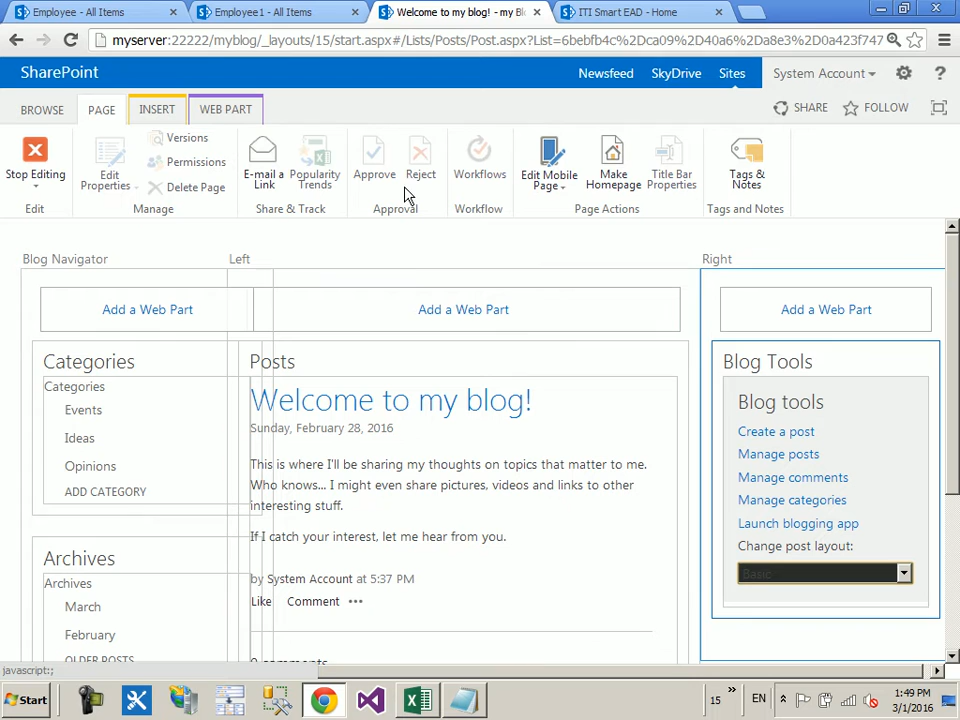 Employee - All Items
Employee1 - All Items
Welcome to my blog! - my Bl
ITI Smart EAD - Home
myserver:22222/myblog/_layouts/15/start.aspx#/Lists/Posts/Post.aspx?List=6bebfb4c%2Dca09%2D40a6%2Da8e3%2D0a423f747
SharePoint
Newsfeed
SkyDrive
Sites
System Account
?
BROWSE
PAGE
INSERT
WEB PART
SHARE
FOLLOW
Stop Editing
Edit Properties
Versions
Permissions
Delete Page
E-mail a Link
Popularity Trends
Approve
Reject
Workflows
Edit Mobile Page
Make Homepage
Title Bar Properties
Tags & Notes
Edit
Manage
Share & Track
Approval
Workflow
Page Actions
Tags and Notes
Blog Navigator
Left
Right
Add a Web Part
Add a Web Part
Add a Web Part
Categories
Categories
Events
Ideas
Opinions
ADD CATEGORY
Archives
Archives
March
February
OLDER POSTS
Posts
Welcome to my blog!
Sunday, February 28, 2016
This is where I'll be sharing my thoughts on topics that matter to me.
Who knows... I might even share pictures, videos and links to other
interesting stuff.
If I catch your interest, let me hear from you.
by System Account at 5:37 PM
Like Comment •••
0 comments
Blog Tools
Blog tools
Create a post
Manage posts
Manage comments
Manage categories
Launch blogging app
Change post layout:
Basic
javascript:;
Start
15
EN
1:49 PM
3/1/2016